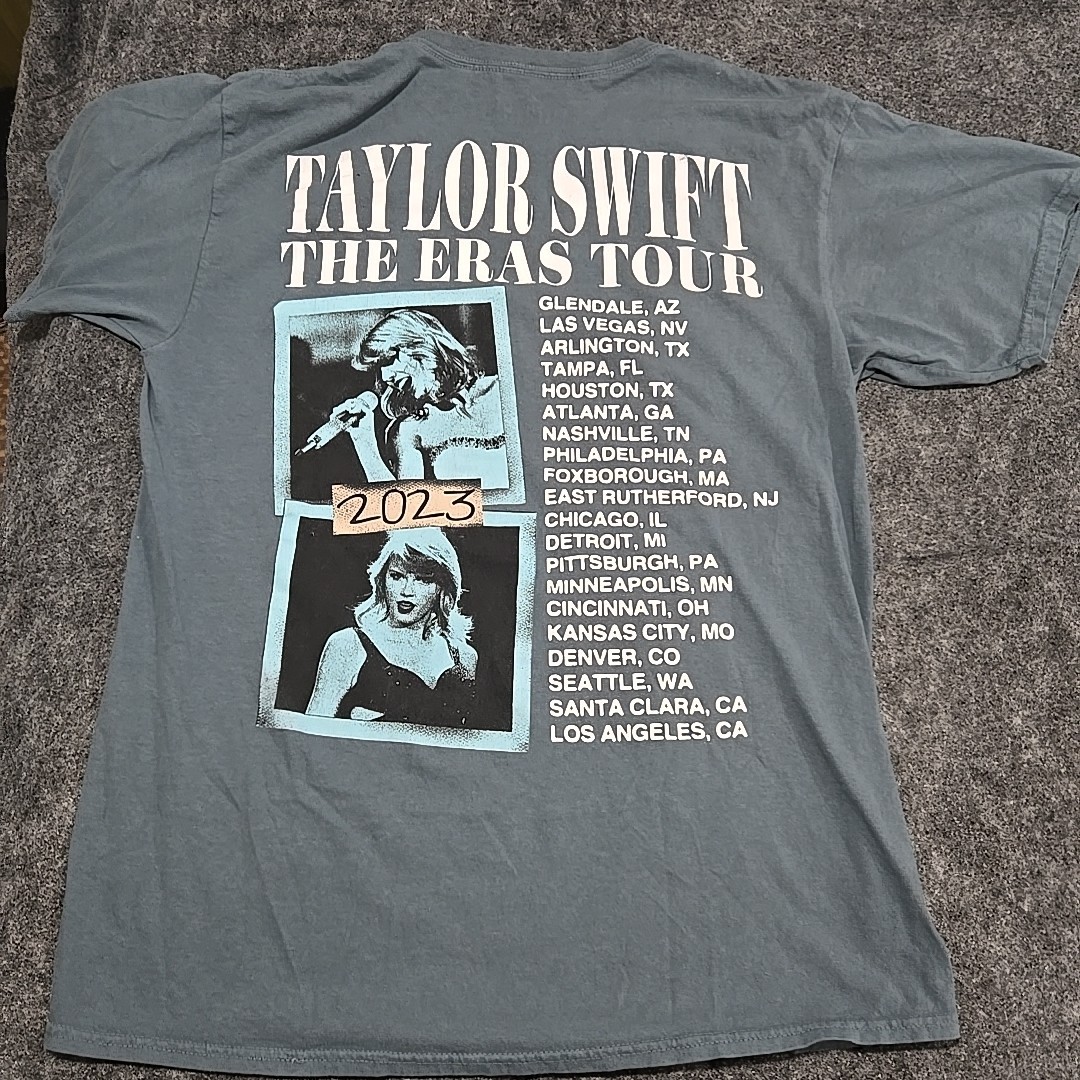 TAYLOR SWIFT
THE ERAS TOUR
GLENDALE, AZ
LAS VEGAS, NV
ARLINGTON, TX
TAMPA, FL
HOUSTON, TX
ATLANTA, GA
NASHVILLE, TN
PHILADELPHIA, PA
FOXBOROUGH, MA
EAST RUTHERFORD, NJ
CHICAGO, IL
DETROIT, MI
PITTSBURGH, PA
MINNEAPOLIS, MN
CINCINNATI, OH
KANSAS CITY, MO
DENVER, CO
SEATTLE, WA
SANTA CLARA, CA
LOS ANGELES, CA
2023